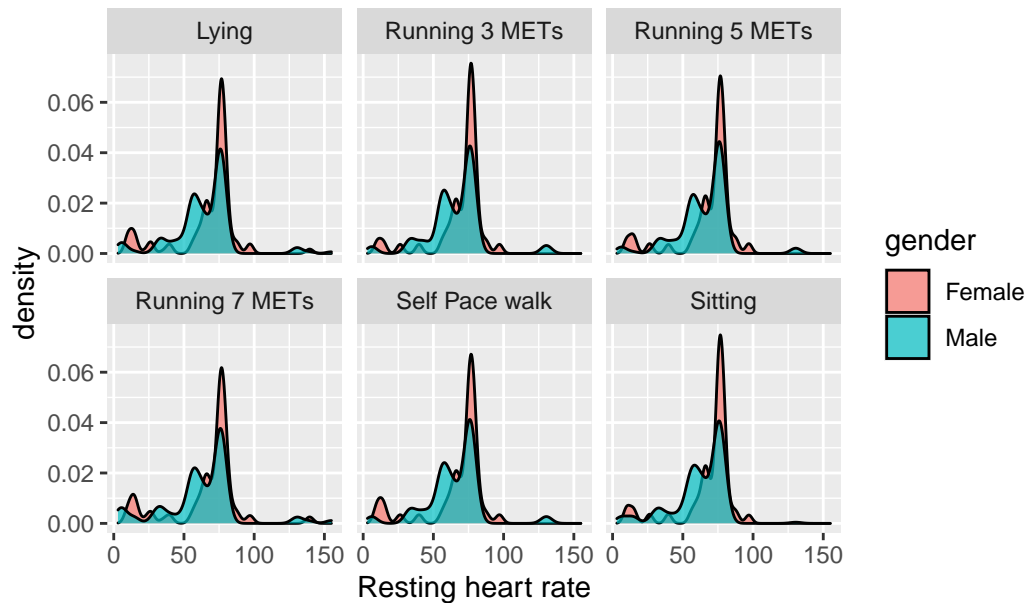 Lying
Running 3 METs
Running 5 METs
0.06
0.04
0.02
0.00
Running 7 METs
Self Pace walk
Sitting
0.06
0.04
0.02
0.00
0 50 100 150
0 50 100 150
0 50 100 150
Resting heart rate
density
gender
Female
Male